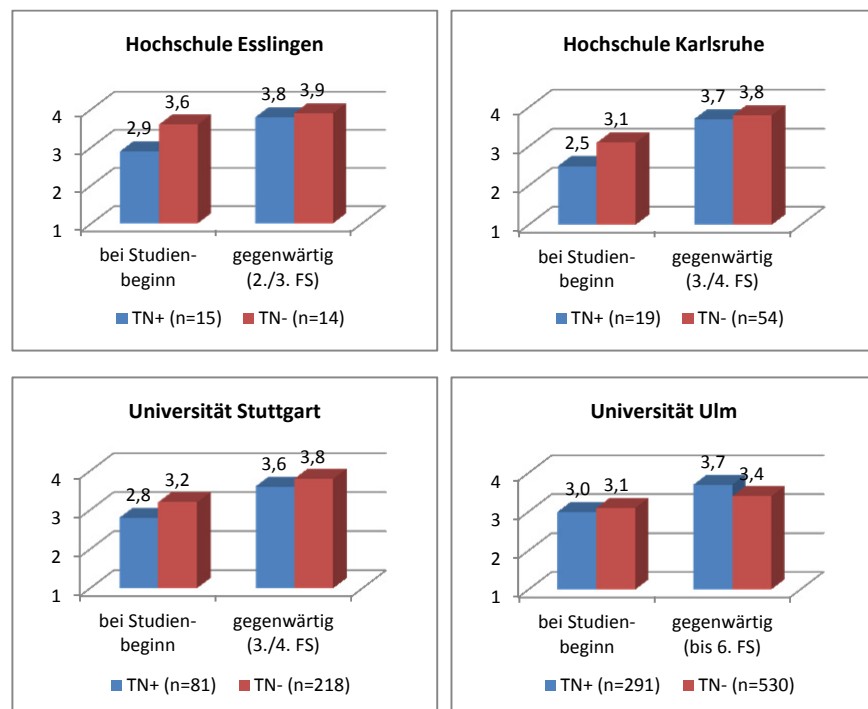 Hochschule Esslingen
2,9
3,6
3,8
3,9
4
3
2
1
bei Studien-
beginn
gegenwärtig
(2./3. FS)
TN+ (n=15) TN- (n=14)
Hochschule Karlsruhe
2,5
3,1
3,7
3,8
4
3
2
1
bei Studien-
beginn
gegenwärtig
(3./4. FS)
TN+ (n=19) TN- (n=54)
Universität Stuttgart
2,8
3,2
3,6
3,8
4
3
2
1
bei Studien-
beginn
gegenwärtig
(3./4. FS)
TN+ (n=81) TN- (n=218)
Universität Ulm
3,0
3,1
3,7
3,4
4
3
2
1
bei Studien-
beginn
gegenwärtig
(bis 6. FS)
TN+ (n=291) TN- (n=530)